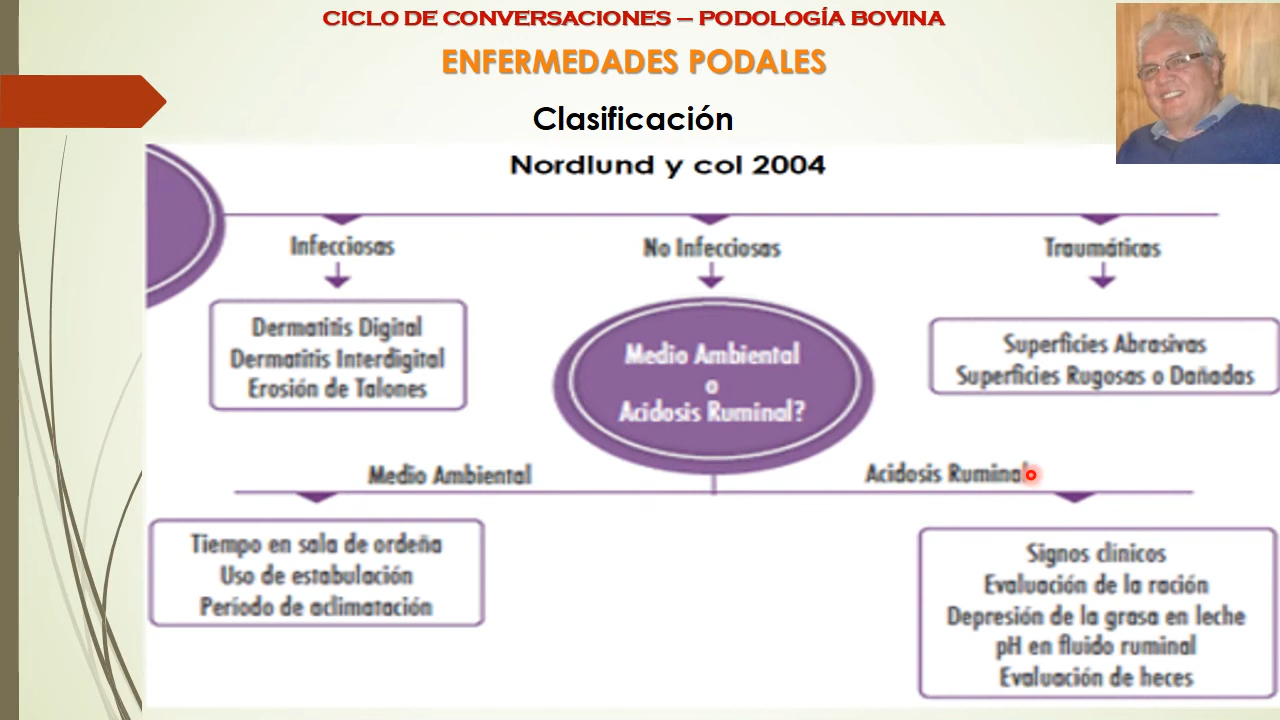 CICLO DE CONVERSACIONES – PODOLOGÍA BOVINA
ENFERMEDADES PODALES
Clasificación
Nordlund y col 2004
Infecciosas
No Infecciosas
Traumáticas
Dermatitis Digital
Dermatitis Interdigital
Erosión de Talones
Medio Ambiental
o
Acidosis Ruminal?
Superficies Abrasivas
Superficies Rugosas o Dañadas
Medio Ambiental
Acidosis Ruminal
Tiempo en sala de ordeña
Uso de estabulación
Período de aclimatación
Signos clínicos
Evaluación de la ración
Depresión de la grasa en leche
pH en fluido ruminal
Evaluación de heces